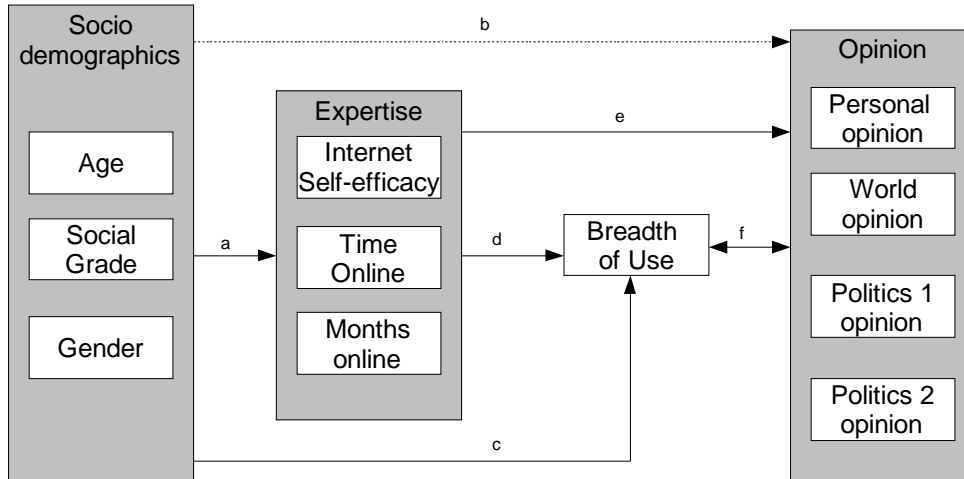 Socio
demographics
Age
Social
Grade
Gender
a
b
c
Expertise
Internet
Self-efficacy
Time
Online
Months
online
d
e
Breadth
of Use
f
Opinion
Personal
opinion
World
opinion
Politics 1
opinion
Politics 2
opinion